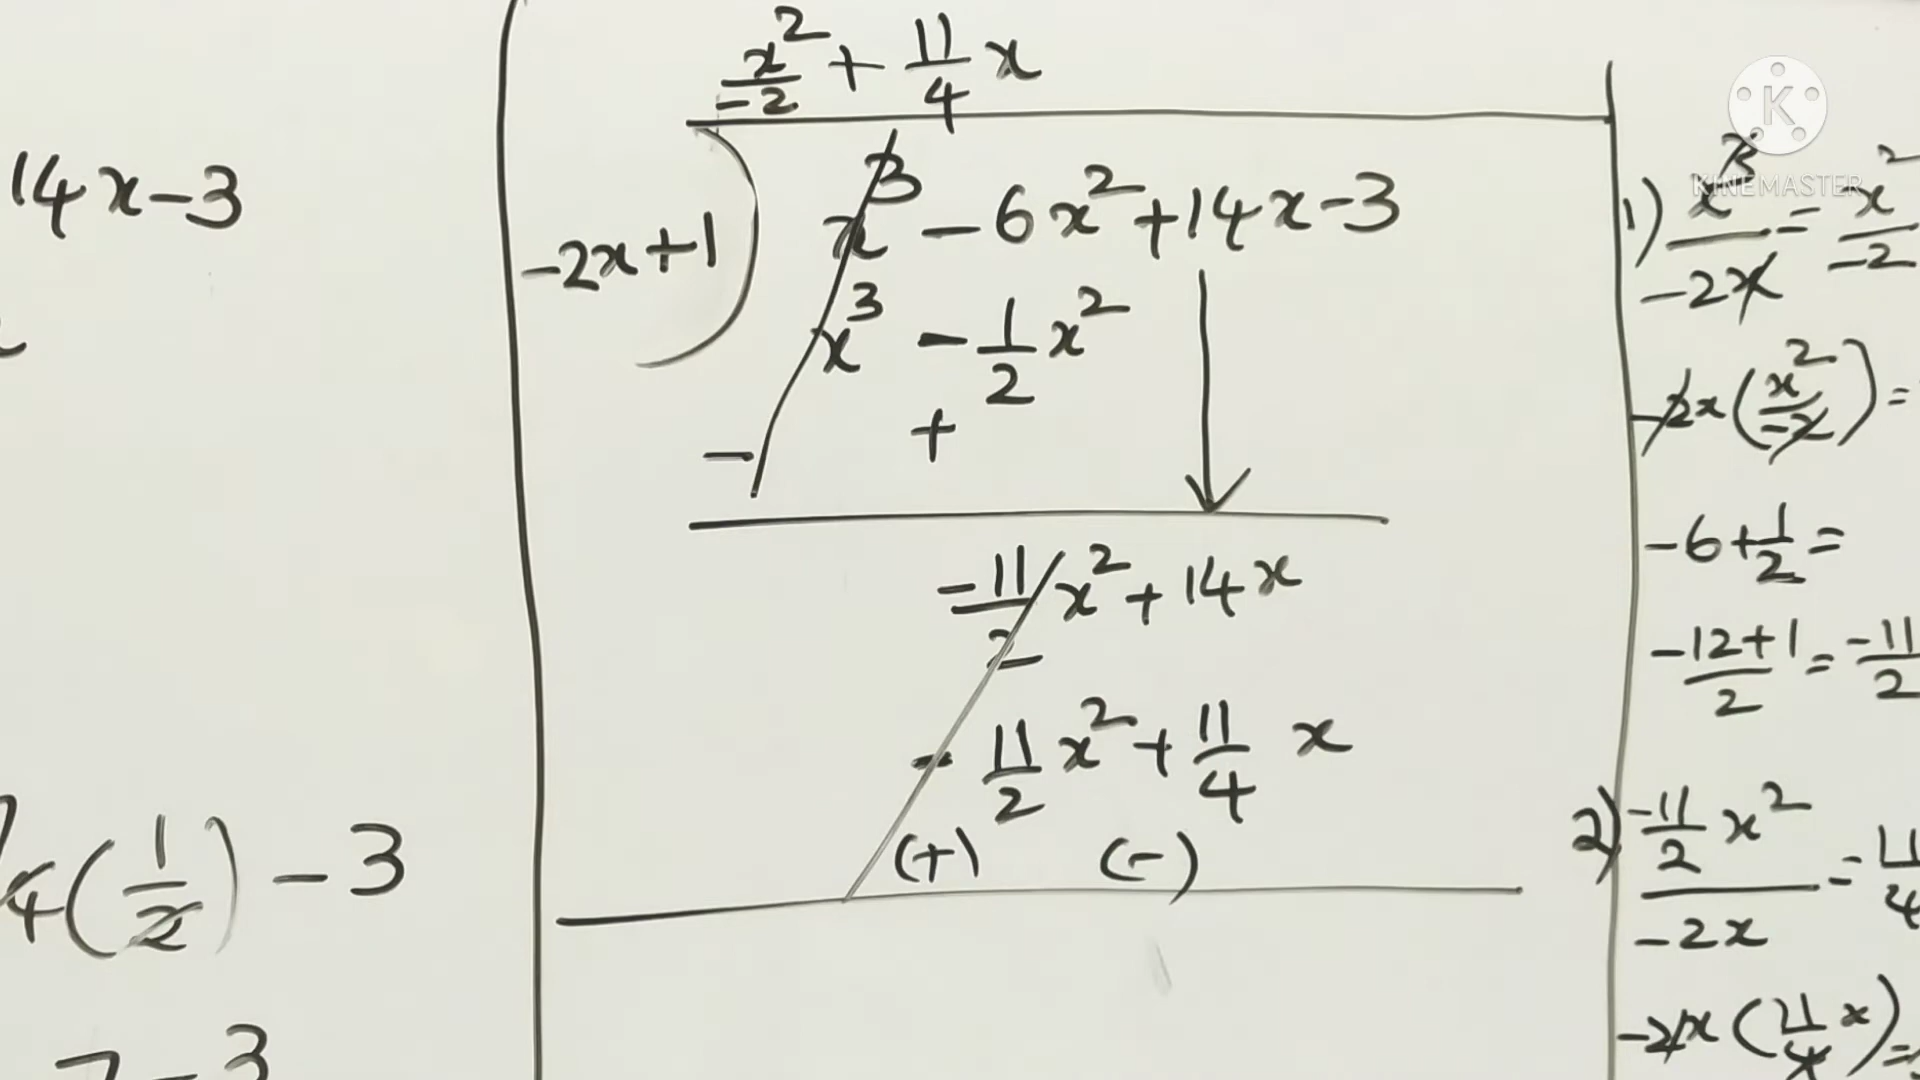 14x-3
4(1/2) - 3
7-3
x²/-2 + 11/4 x
-2x+1) x³ - 6x² + 14x - 3
x³ - 1/2 x²
- +
-11/2 x² + 14x
- 11/2 x² + 11/4 x
(+) (-)
K
KINEMASTER
1) x³/-2x = x²/-2
-2x(x²/-2) =
-6 + 1/2 =
-12+1/2 = -11/2
2) -11/2 x²/-2x = 11/4
-2x(11/4 x) =